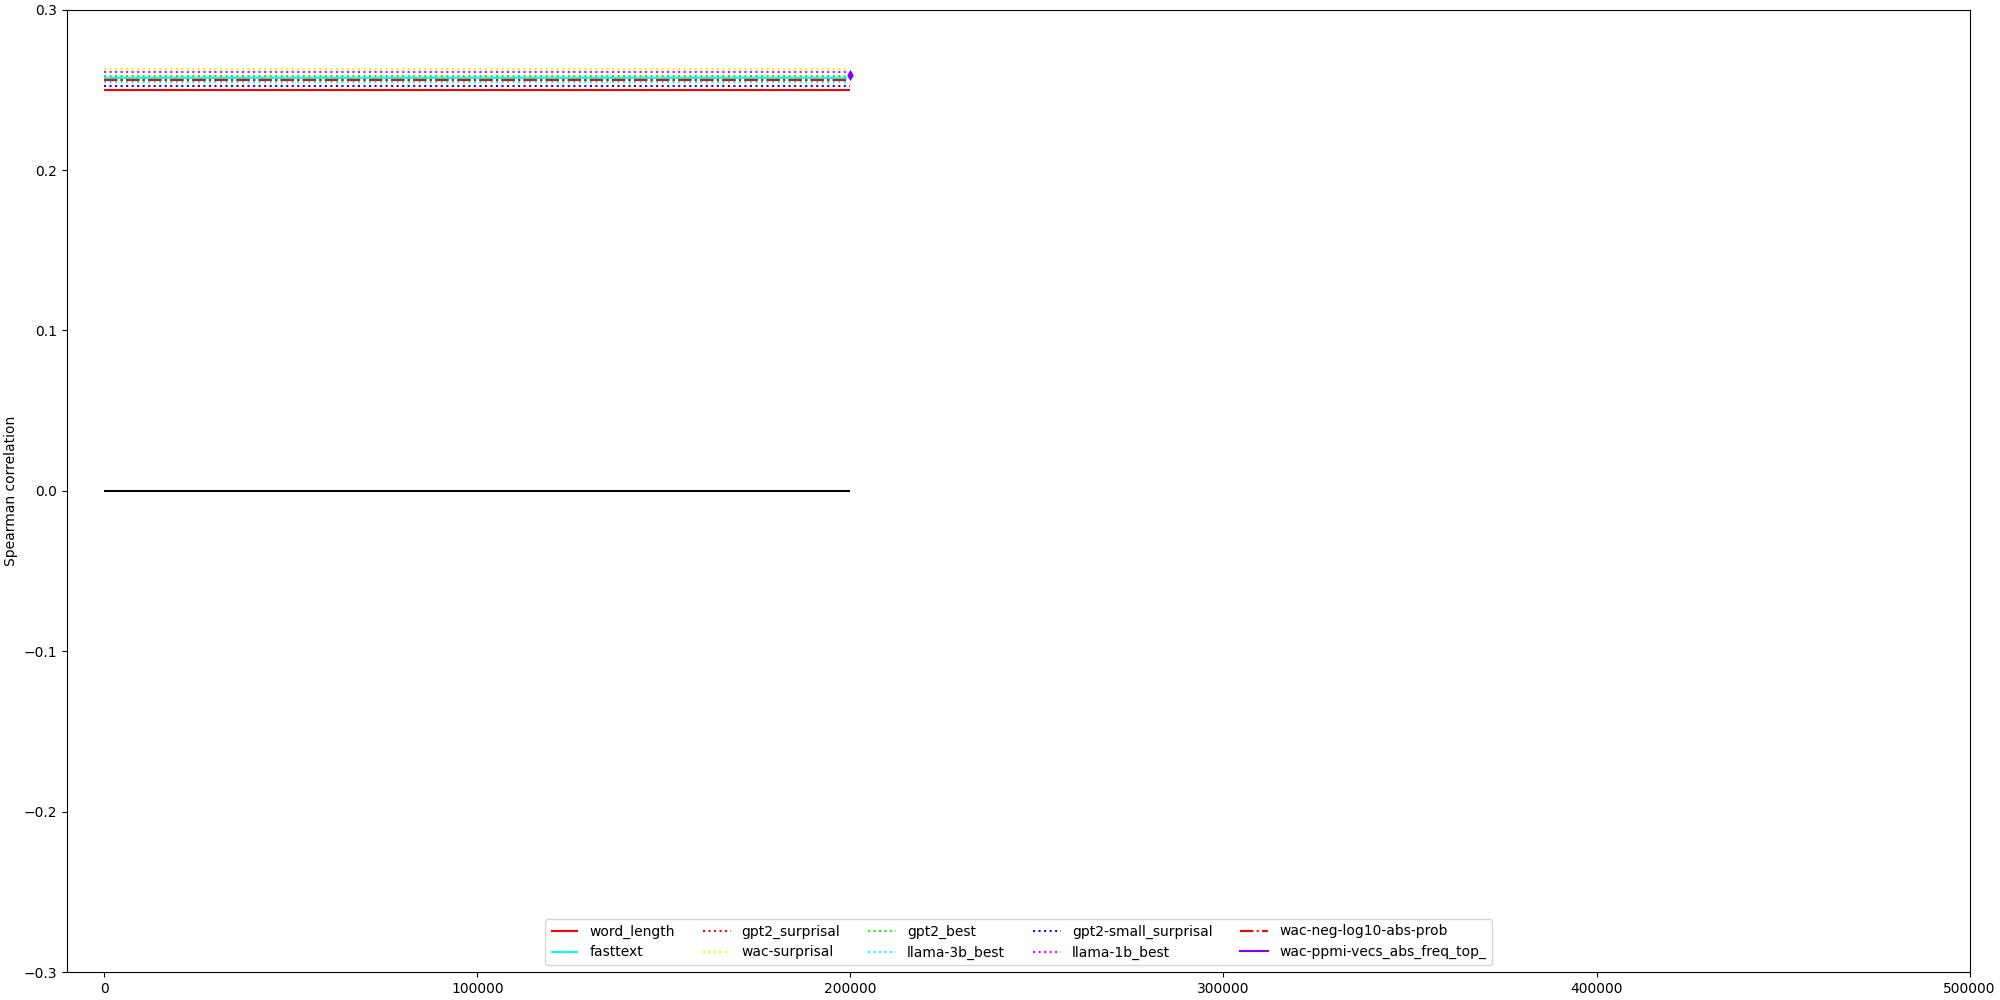 0.3
0.2
0.1
0.0
−0.1
−0.2
−0.3
Spearman correlation
word_length gpt2_surprisal gpt2_best gpt2-small_surprisal wac-neg-log10-abs-prob
fasttext wac-surprisal llama-3b_best llama-1b_best wac-ppmi-vecs_abs_freq_top_
0 100000 200000 300000 400000 500000